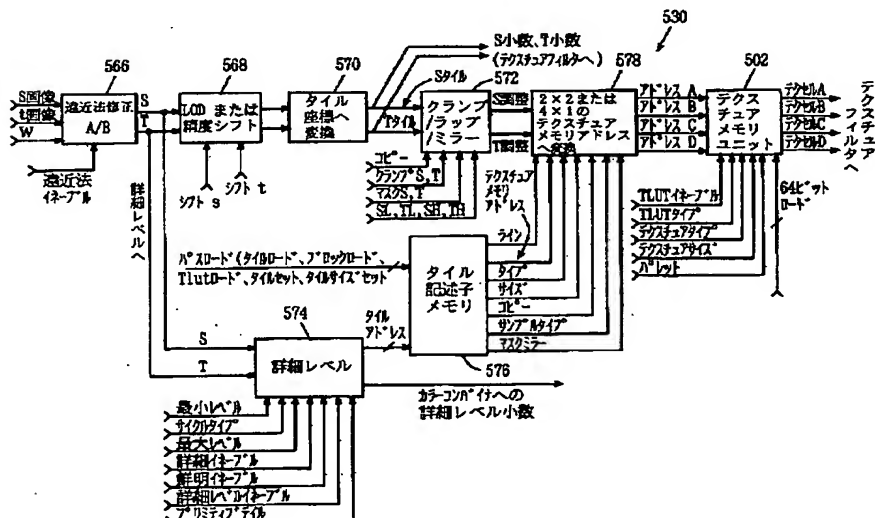 530
566
S画像
t画像
W
遠近法修正
A/B
遠近法
イネーブル
S
T
568
LOD または
精度シフト
シフト s
シフト t
570
タイル
座標へ
変換
S小数、T小数
(テクスチュアフィルタへ)
Sタイル
Tタイル
572
クランプ
/ラップ
/ミラー
コピー
クランプS,T
マスクS,T
SL,TL,SH,TH
S調整
T調整
578
2×2または
4×1の
テクスチュア
メモリアドレス
へ変換
テクスチュア
メモリ
アドレス
アドレス A
アドレス B
アドレス C
アドレス D
502
テクス
チュア
メモリ
ユニット
テクセルA
テクセルB
テクセルC
テクセルD
テクスチュア
フィルタへ
TLUTイネーブル
TLUTタイプ
テクスチュアタイプ
テクスチュアサイズ
パレット
64ビット
ロード
詳細レベルへ
パスロード(タイルロード、ブロックロード、
Tlutロード、タイルセット、タイルサイズセット
タイル
記述子
メモリ
576
ライン
タイプ
サイズ
コピー
サンプルタイプ
マスクミラー
S
T
574
詳細レベル
タイル
アドレス
カラーコンバイナへの
詳細レベル小数
最小レベル
サイクルタイプ
最大レベル
詳細イネーブル
鮮明イネーブル
詳細レベルイネーブル
プリミティブテイル